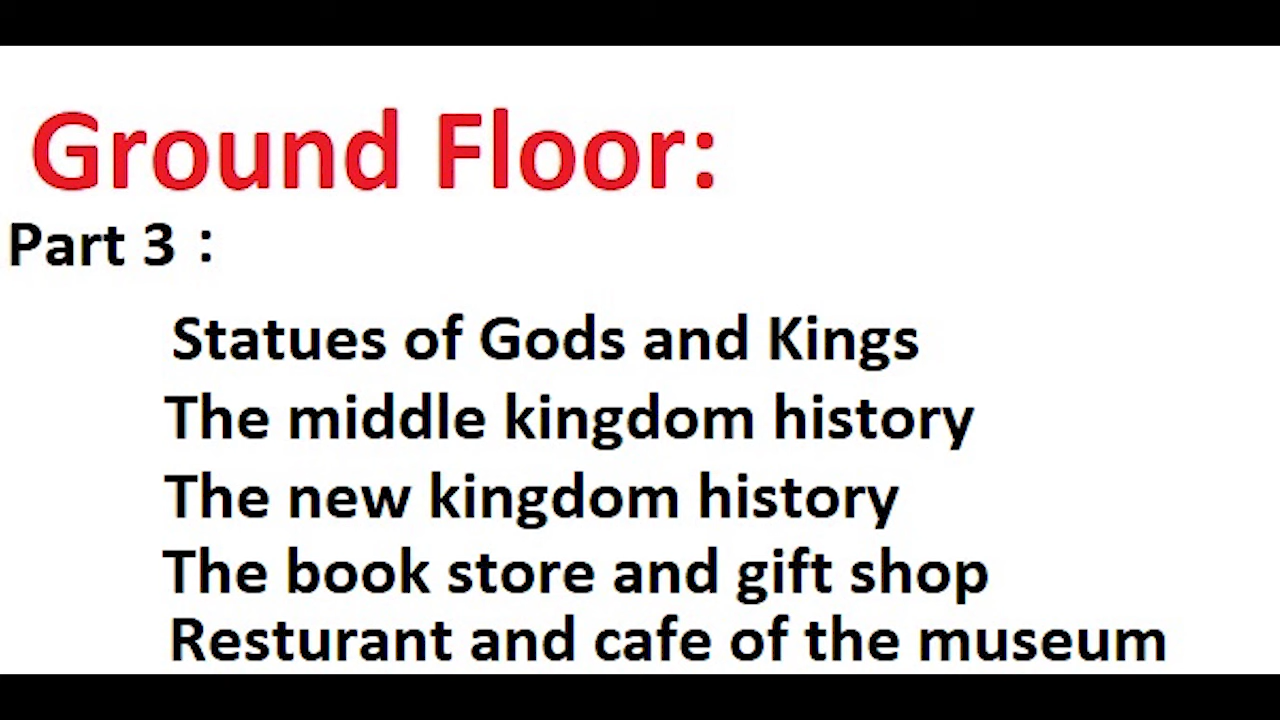 Ground Floor:
Part 3 :
Statues of Gods and Kings
The middle kingdom history
The new kingdom history
The book store and gift shop
Resturant and cafe of the museum